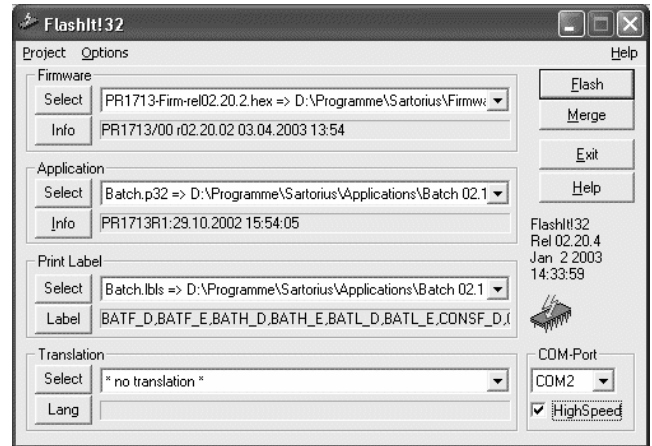 FlashIt!32
Project Options Help
Firmware
Select PR1713-Firm-rel02.20.2.hex => D:\Programme\Sartorius\Firmwa
Info PR1713/00 r02.20.02 03.04.2003 13:54
Application
Select Batch.p32 => D:\Programme\Sartorius\Applications\Batch 02.1
Info PR1713R1:29.10.2002 15:54:05
Print Label
Select Batch.lbls => D:\Programme\Sartorius\Applications\Batch 02.1
Label BATF_D,BATF_E,BATH_D,BATH_E,BATL_D,BATL_E,CONSF_D,(
Translation
Select * no translation *
Lang
Flash
Merge
Exit
Help
FlashIt!32
Rel 02.20.4
Jan 2 2003
14:33:59
COM-Port
COM2
HighSpeed